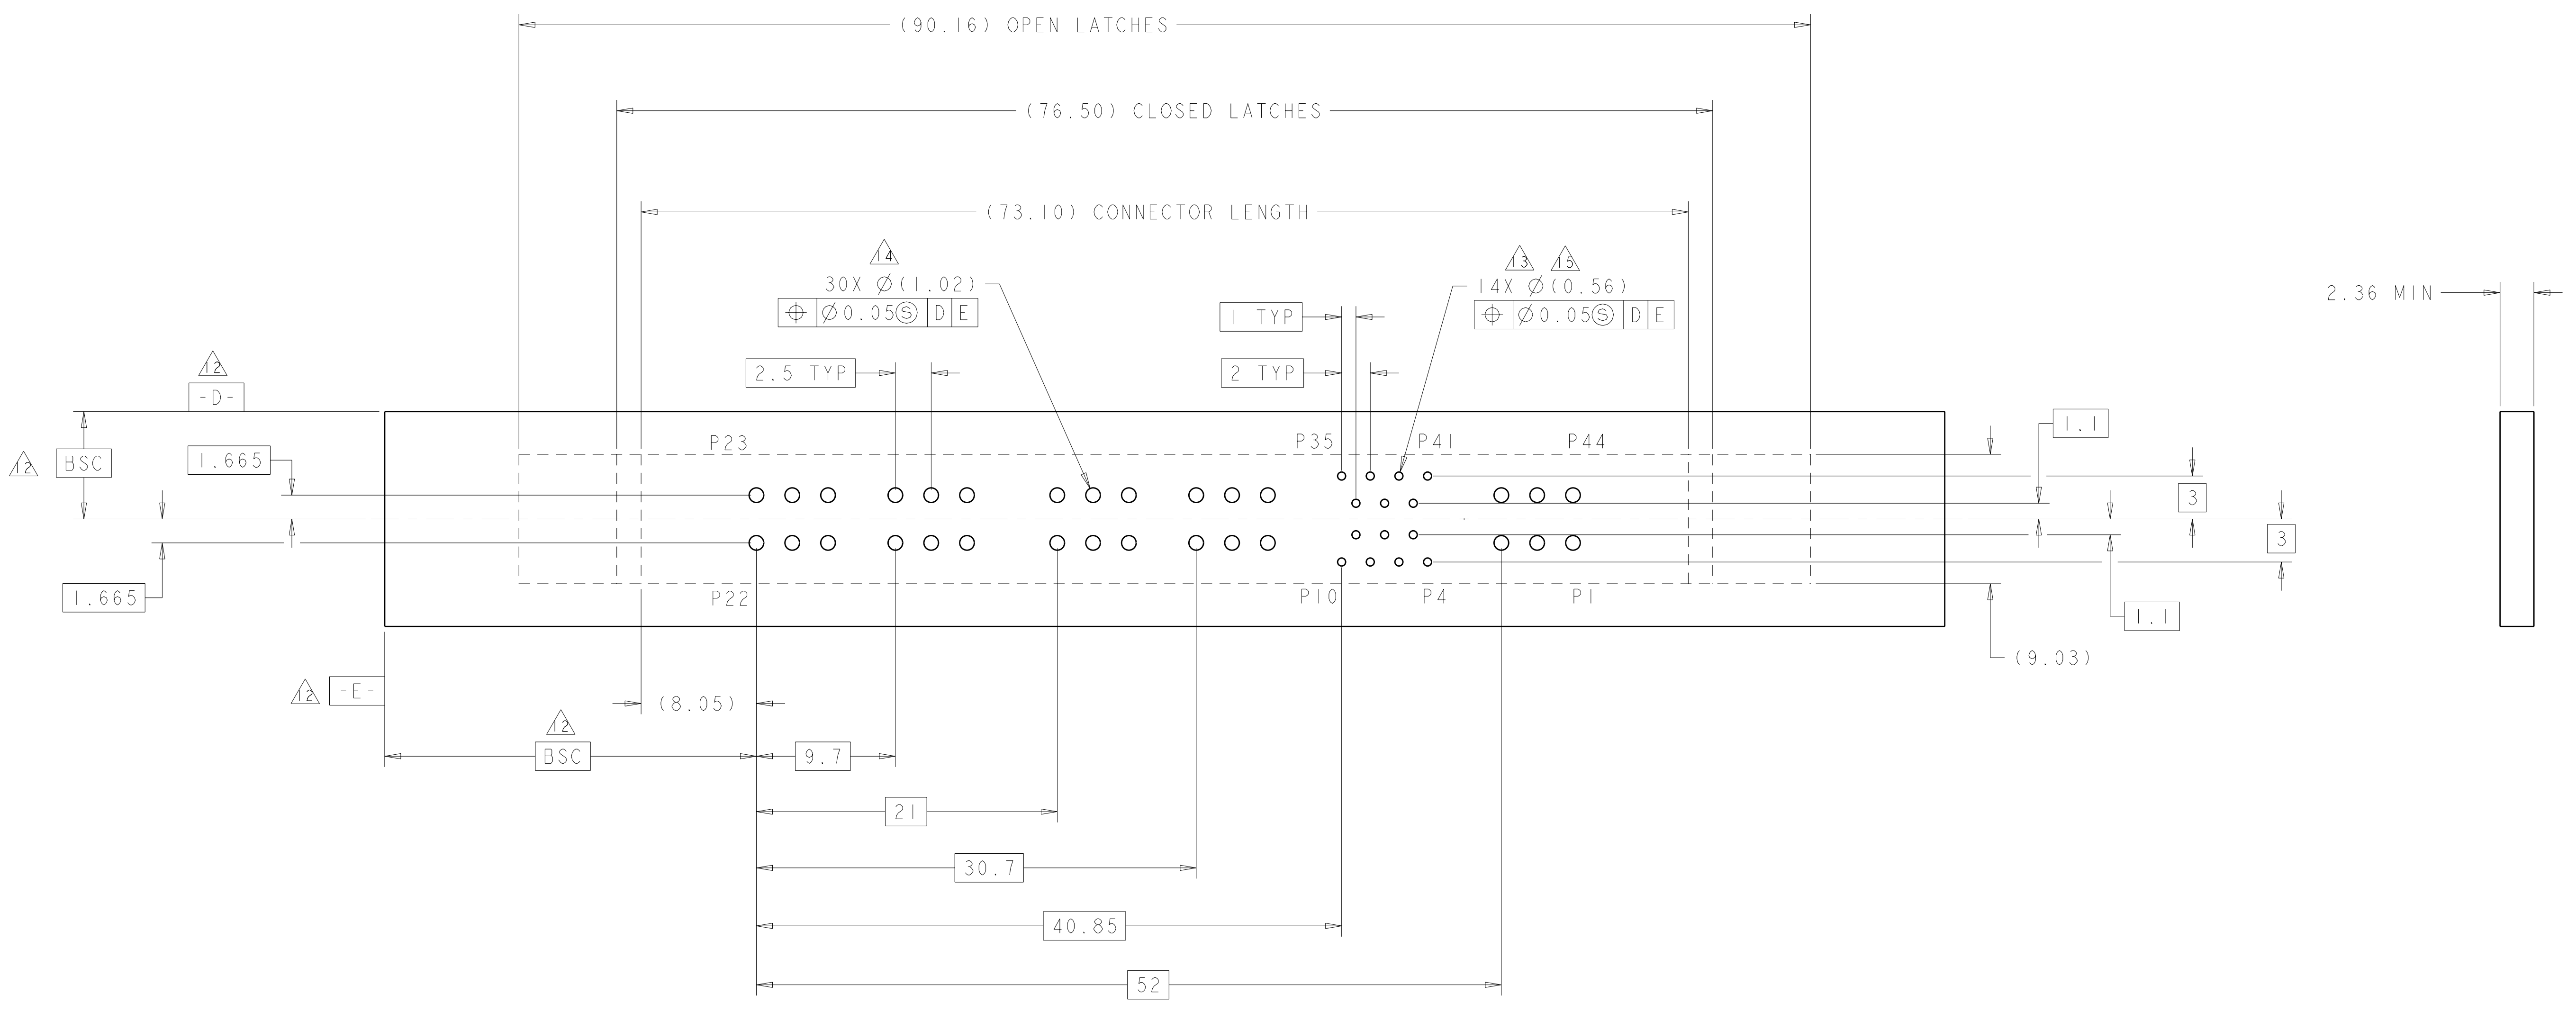 (90.16) OPEN LATCHES
(76.50) CLOSED LATCHES
(73.10) CONNECTOR LENGTH
14
30X Ø(1.02)
⌖ Ø0.05Ⓢ D E
13 15
14X Ø(0.56)
⌖ Ø0.05Ⓢ D E
1 TYP
2.36 MIN
2.5 TYP
2 TYP
12
-D-
1.1
12
BSC
1.665
P23
P35
P41
P44
3
3
1.665
P22
P10
P4
P1
1.1
(9.03)
12
-E-
(8.05)
12
BSC
9.7
21
30.7
40.85
52